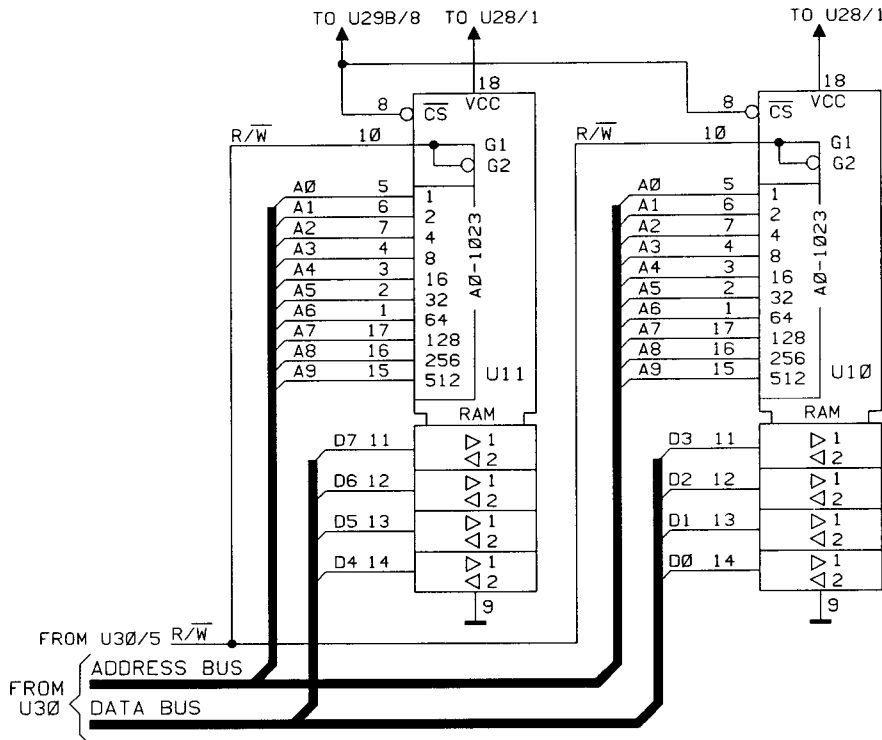 TO U29B/8 TO U28/1 TO U28/1
18 18
8 CS VCC 8 CS VCC
R/W 10 G1 R/W 10 G1
G2 G2
A0 5 1 A0 5 1
A1 6 2 A1 6 2
A2 7 4 A2 7 4
A3 4 8 A3 4 8
A4 3 16 A4 3 16
A5 2 32 A5 2 32
A6 1 64 A6 1 64
A7 17 128 A7 17 128
A8 16 256 A8 16 256
A9 15 512 A9 15 512
A0-1023 A0-1023
U11 U10
RAM RAM
D7 11 1 D3 11 1
2 2
D6 12 1 D2 12 1
2 2
D5 13 1 D1 13 1
2 2
D4 14 1 D0 14 1
2 2
9 9
FROM U30/5 R/W
ADDRESS BUS
FROM
U30
DATA BUS